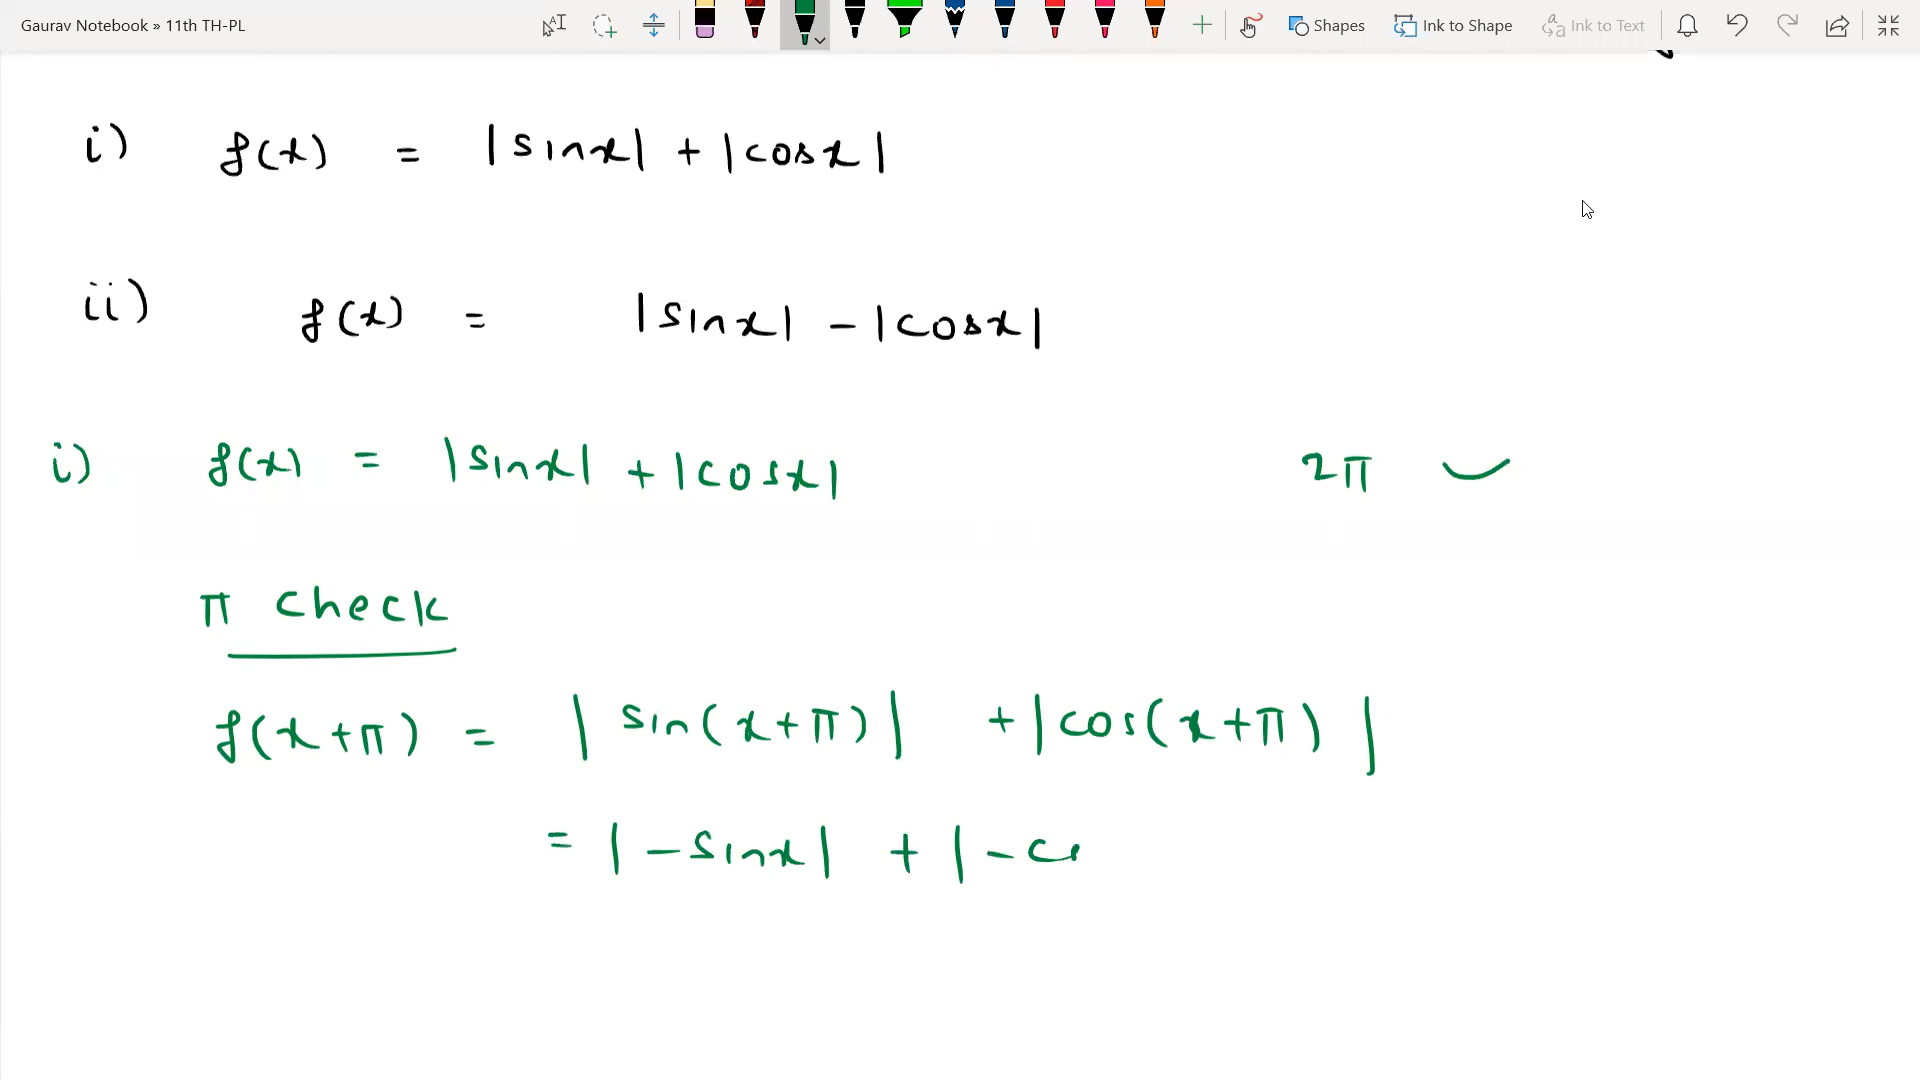 Gaurav Notebook » 11th TH-PL Shapes Ink to Shape Ink to Text
i) f(x) = |sinx| + |cosx|
ii) f(x) = |sinx| - |cosx|
i) f(x) = |sinx| + |cosx| 2π
π check
f(x+π) = |sin(x+π)| + |cos(x+π)|
= |-sinx| + |-co